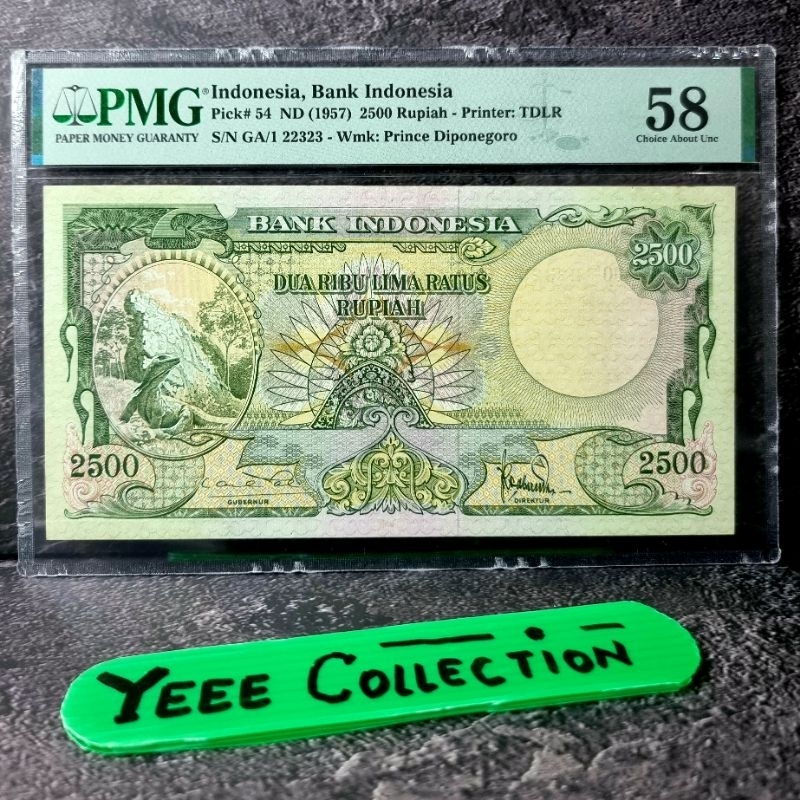 PMG
PAPER MONEY GUARANTY
Indonesia, Bank Indonesia
Pick# 54 ND (1957) 2500 Rupiah - Printer: TDLR
S/N GA/1 22323 - Wmk: Prince Diponegoro
58
Choice About Unc
BANK INDONESIA
2500
DUA RIBU LIMA RATUS
RUPIAH
2500
2500
GUBERNUR
DIREKTUR
YEEE COLLECTION